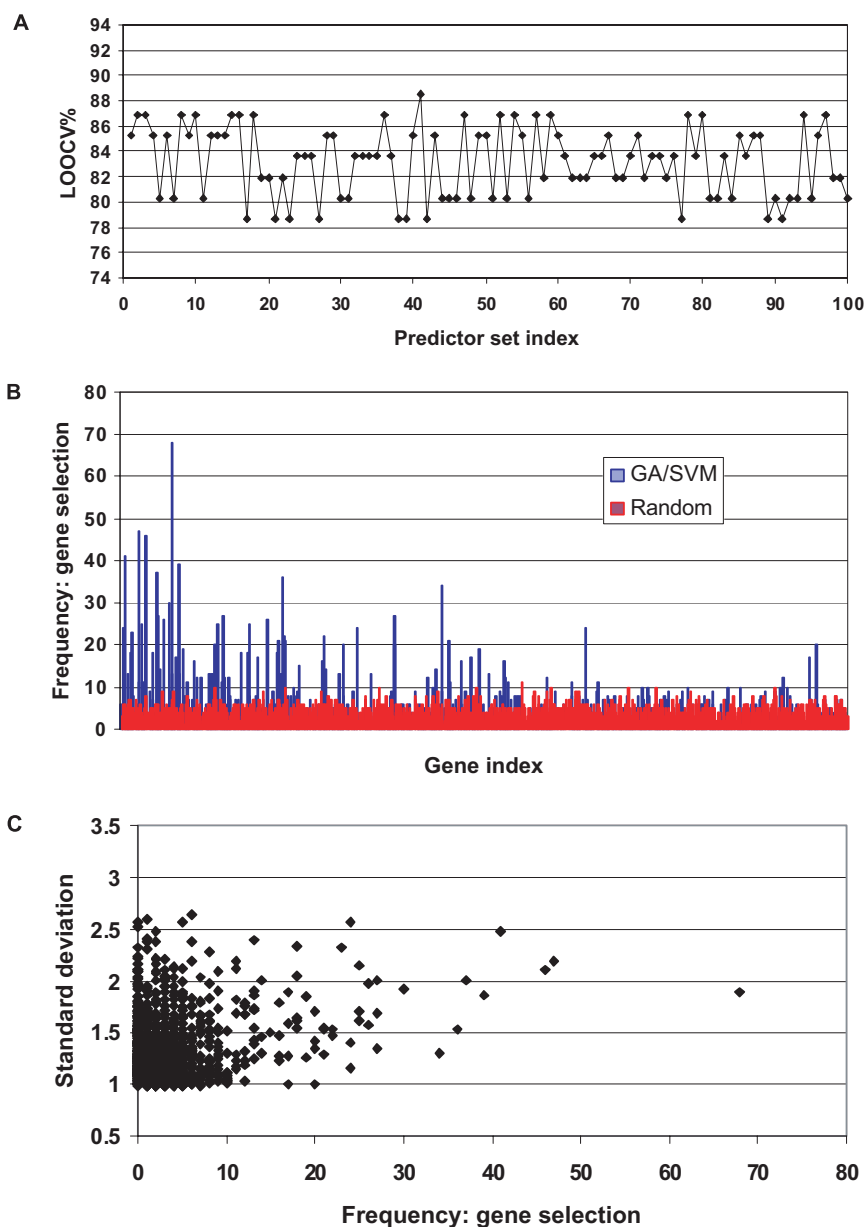 A
94
92
90
88
86
84
82
80
78
76
74
LOOCV%
0 10 20 30 40 50 60 70 80 90 100
Predictor set index
B
80
70
60
50
40
30
20
10
0
Frequency: gene selection
GA/SVM
Random
Gene index
C
3.5
3
2.5
2
1.5
1
0.5
Standard deviation
0 10 20 30 40 50 60 70 80
Frequency: gene selection